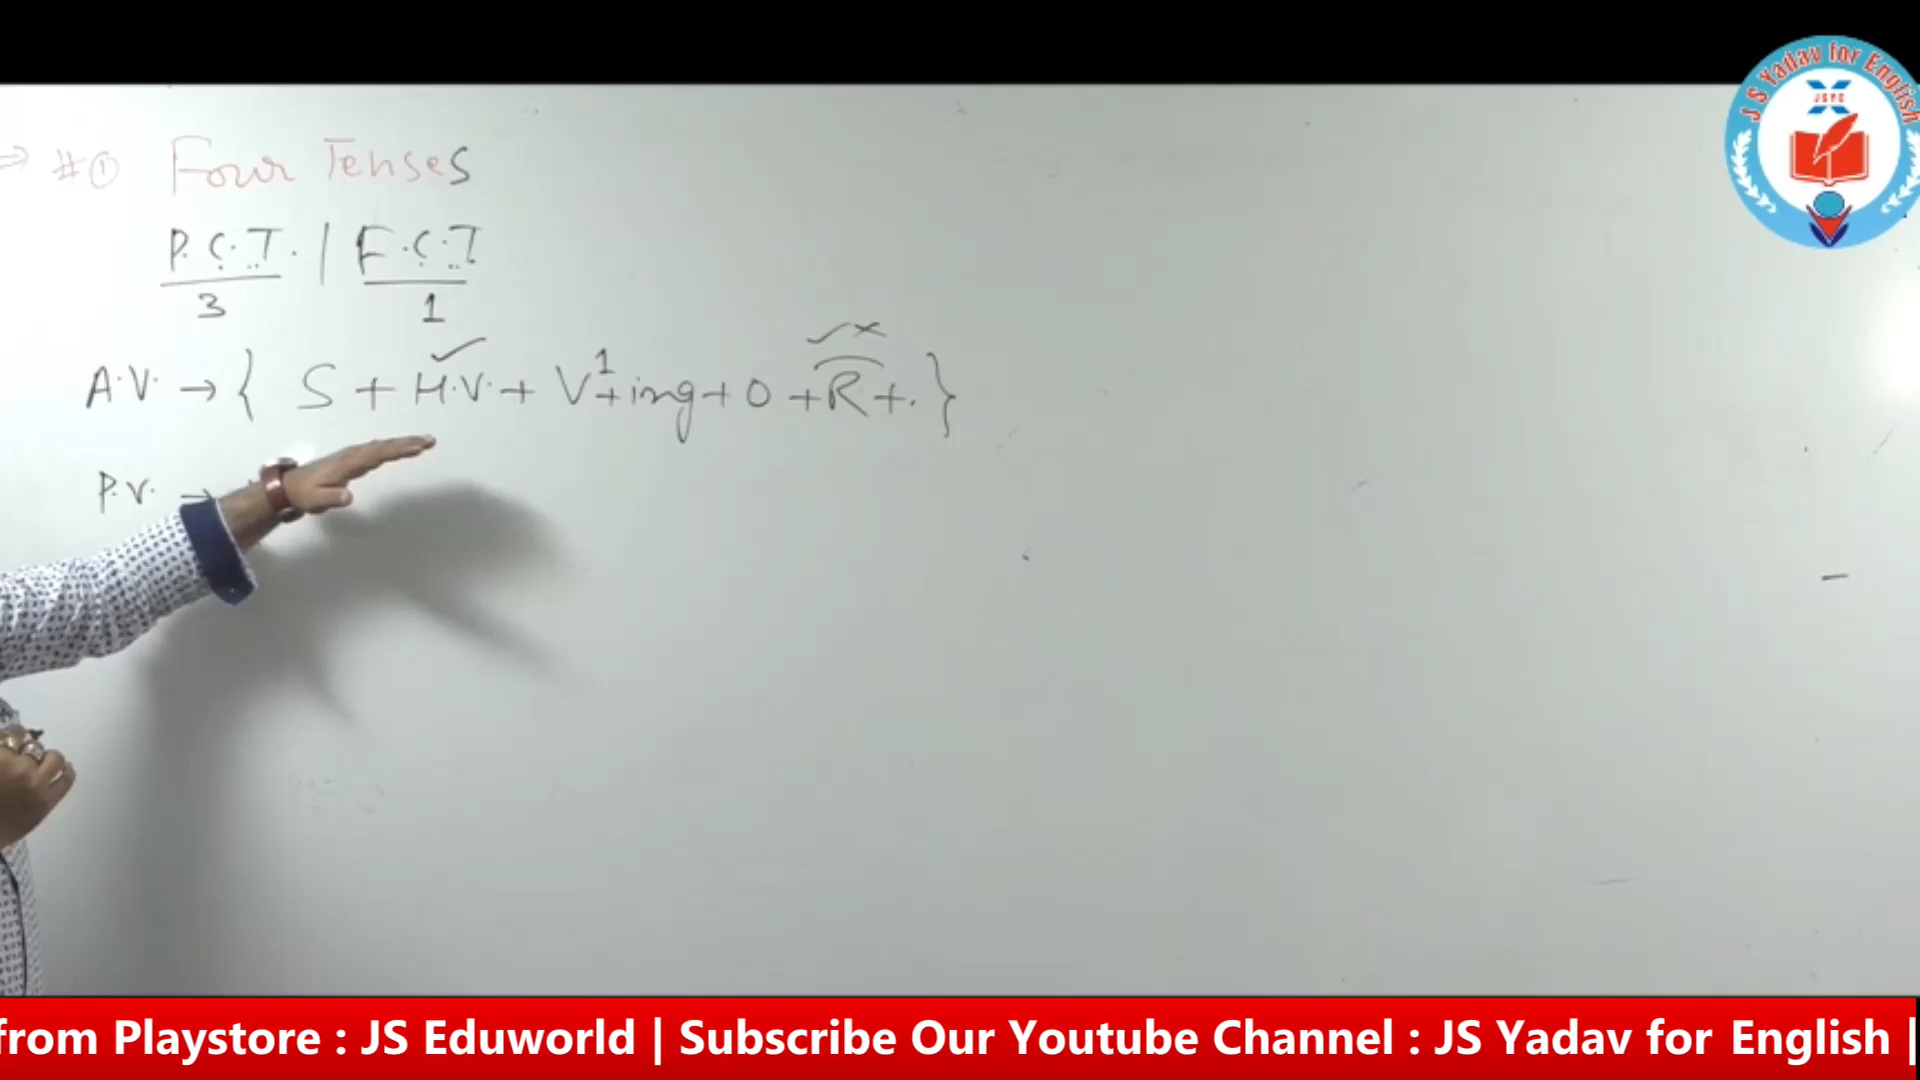 ⇒ #① Four Tenses
P.C.T. | F.C.T
3 1
✓ ✓×
A.V. → { S + H.V. + V¹+ing + O + R + . }
P.V. →
J S Yadav for English
JSYE
from Playstore : JS Eduworld | Subscribe Our Youtube Channel : JS Yadav for English |